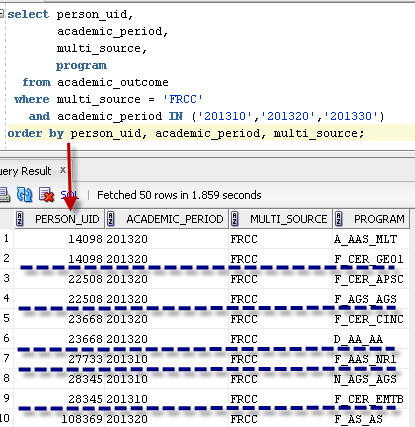 select person_uid,
academic_period,
multi_source,
program
from academic_outcome
where multi_source = 'FRCC'
and academic_period IN ('201310','201320','201330')
order by person_uid, academic_period, multi_source;
uery Result x
SQL | Fetched 50 rows in 1.859 seconds
PERSON_UID ACADEMIC_PERIOD MULTI_SOURCE PROGRAM
1 14098 201320 FRCC A_AAS_MLT
2 14098 201320 FRCC F_CER_GEO1
3 22508 201320 FRCC F_CER_APSC
4 22508 201320 FRCC F_AGS_AGS
5 23668 201320 FRCC F_CER_CINC
6 23668 201320 FRCC D_AA_AA
7 27733 201310 FRCC F_AAS_NR1
8 28345 201310 FRCC N_AGS_AGS
9 28345 201310 FRCC F_CER_EMTB
10 108369 201320 FRCC F_AS_AS